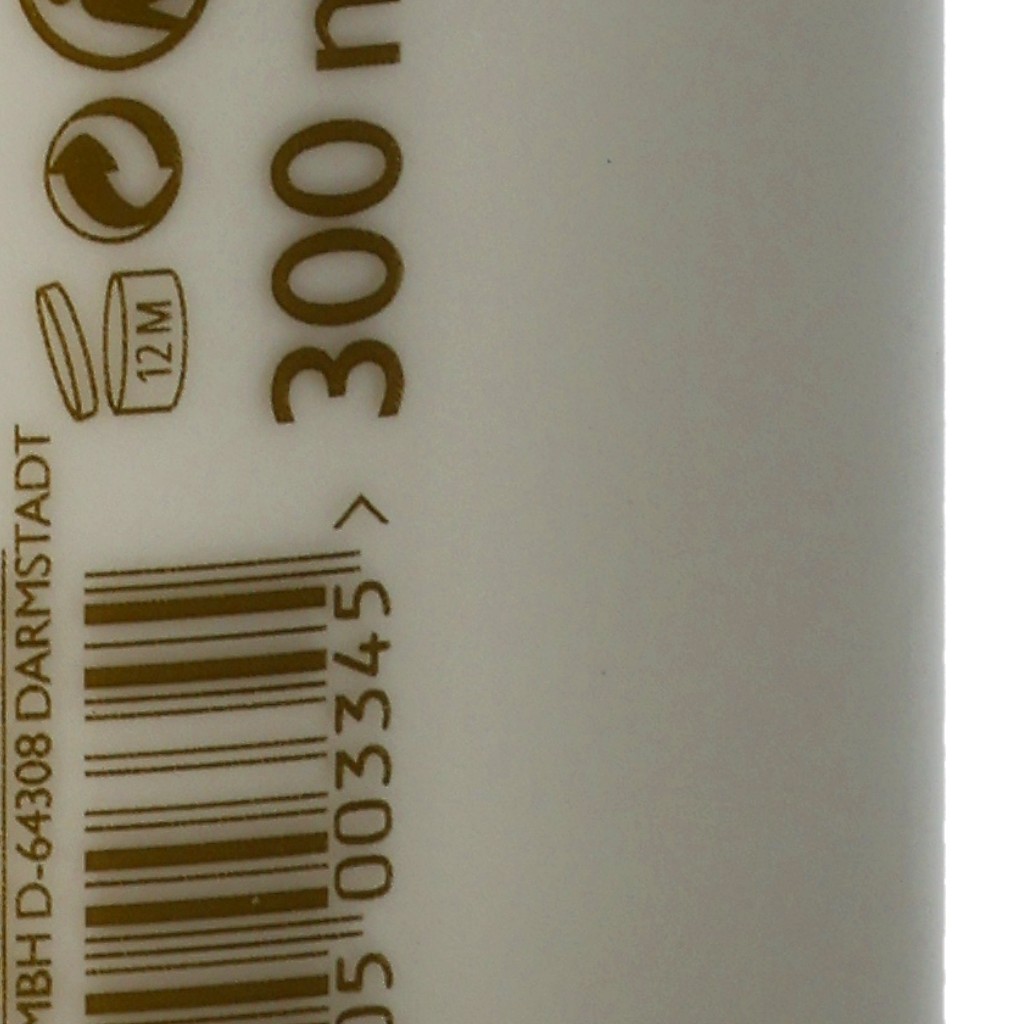 MBH D-64308 DARMSTADT
12 M
05 003345 >
300 m